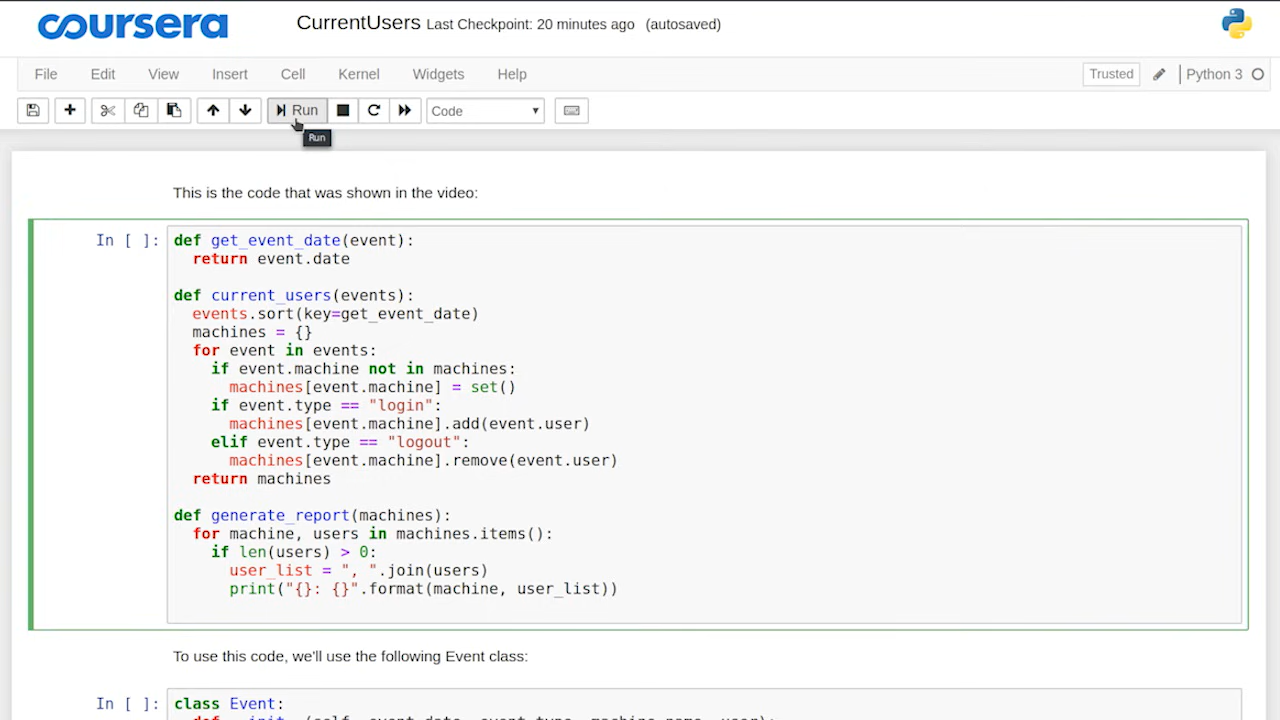 coursera
CurrentUsers Last Checkpoint: 20 minutes ago (autosaved)
File Edit View Insert Cell Kernel Widgets Help
Trusted Python 3
Run Code
Run
This is the code that was shown in the video:
In [ ]:
def get_event_date(event):
  return event.date

def current_users(events):
  events.sort(key=get_event_date)
  machines = {}
  for event in events:
    if event.machine not in machines:
      machines[event.machine] = set()
    if event.type == "login":
      machines[event.machine].add(event.user)
    elif event.type == "logout":
      machines[event.machine].remove(event.user)
  return machines

def generate_report(machines):
  for machine, users in machines.items():
    if len(users) > 0:
      user_list = ", ".join(users)
      print("{}: {}".format(machine, user_list))
To use this code, we'll use the following Event class:
In [ ]:
class Event: